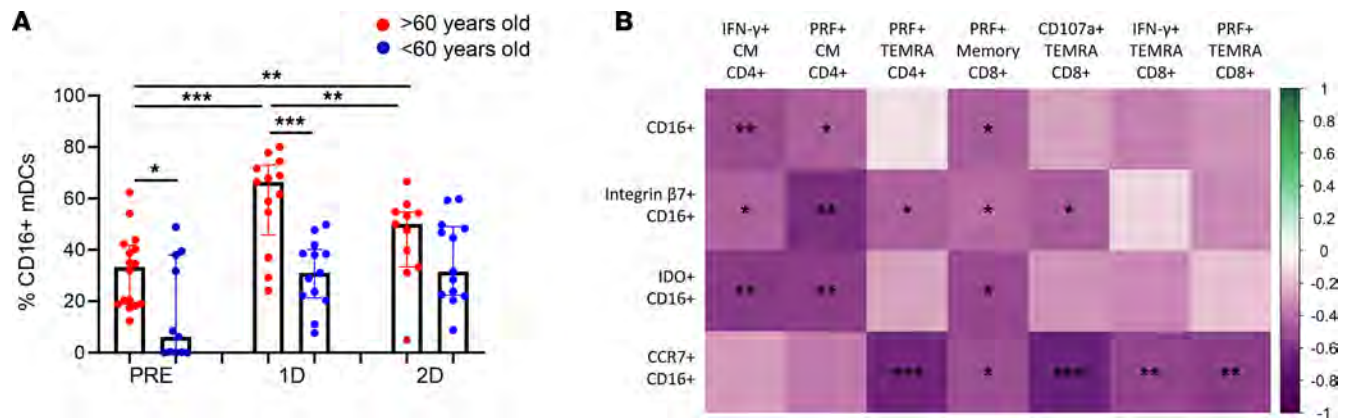 A
>60 years old
<60 years old
**
***
**
***
*
100
80
60
40
20
0
% CD16+ mDCs
PRE
1D
2D
B
IFN-γ+ CM CD4+
PRF+ CM CD4+
PRF+ TEMRA CD4+
PRF+ Memory CD8+
CD107a+ TEMRA CD8+
IFN-γ+ TEMRA CD8+
PRF+ TEMRA CD8+
CD16+
** * *
Integrin β7+ CD16+
* ** * * *
IDO+ CD16+
** ** *
CCR7+ CD16+
*** * *** ** **
1
0.8
0.6
0.4
0.2
0
-0.2
-0.4
-0.6
-0.8
-1